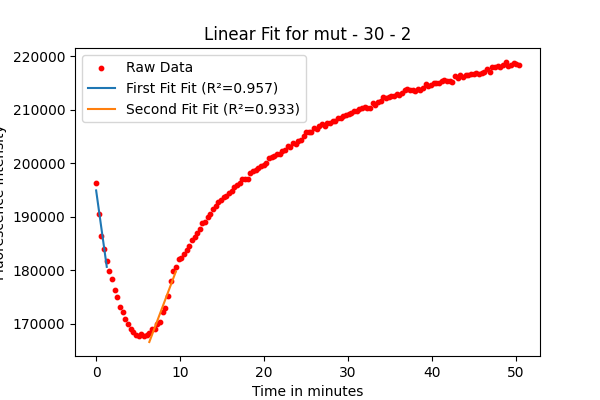 Linear Fit for mut - 30 - 2
220000
210000
200000
190000
180000
170000
Raw Data
First Fit Fit (R²=0.957)
Second Fit Fit (R²=0.933)
0 10 20 30 40 50
Time in minutes